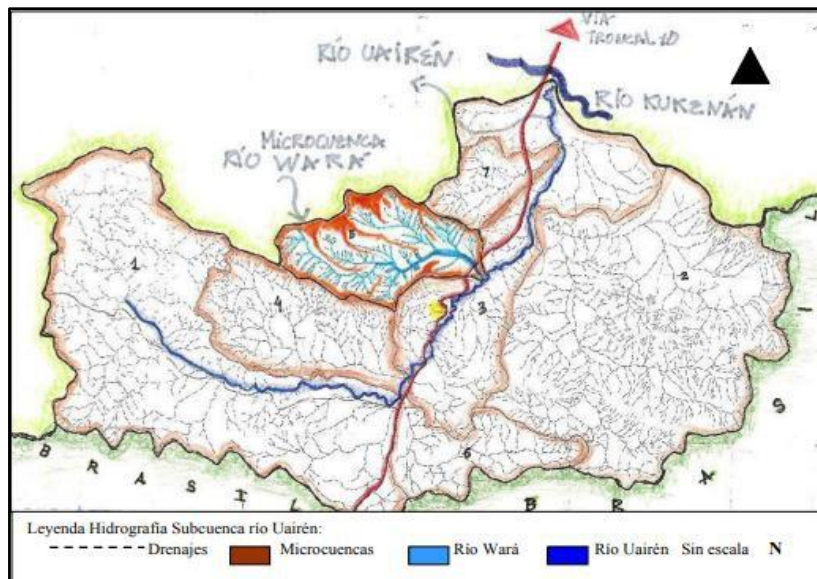 VIA
TRONCAL 10
RÍO UAIRÉN
RÍO KUKENÁN
MICROCUENCA
RÍO WARÁ
7
5
1
2
4
3
6
BRASIL
BRASIL
Leyenda Hidrografía Subcuenca río Uairén:
Drenajes Microcuencas Río Wará Río Uairén Sin escala N